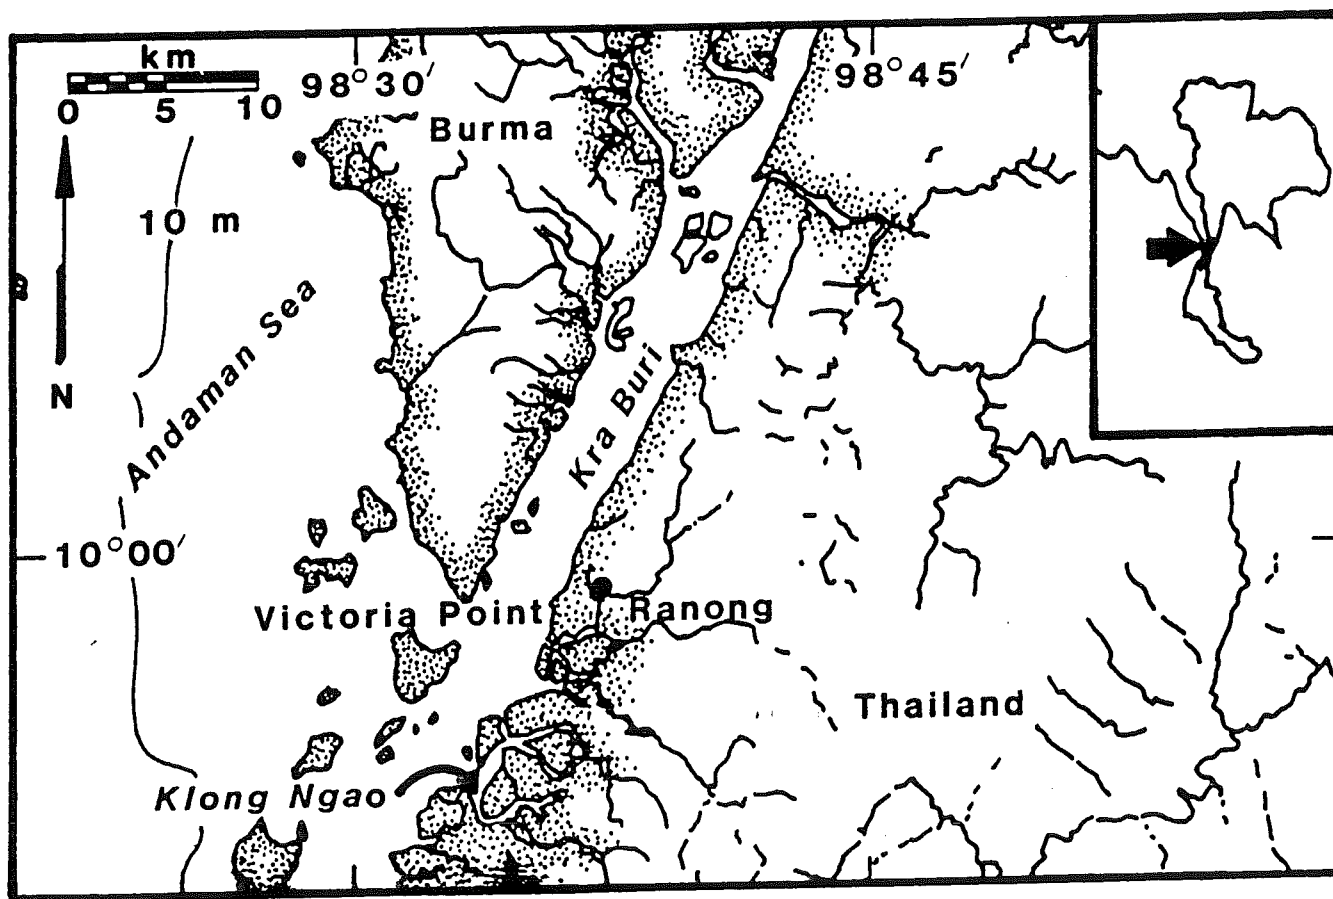 km
0 5 10
98°30′
98°45′
Burma
10 m
Andaman Sea
N
Kra Buri
10°00′
Victoria Point
Ranong
Thailand
Klong Ngao